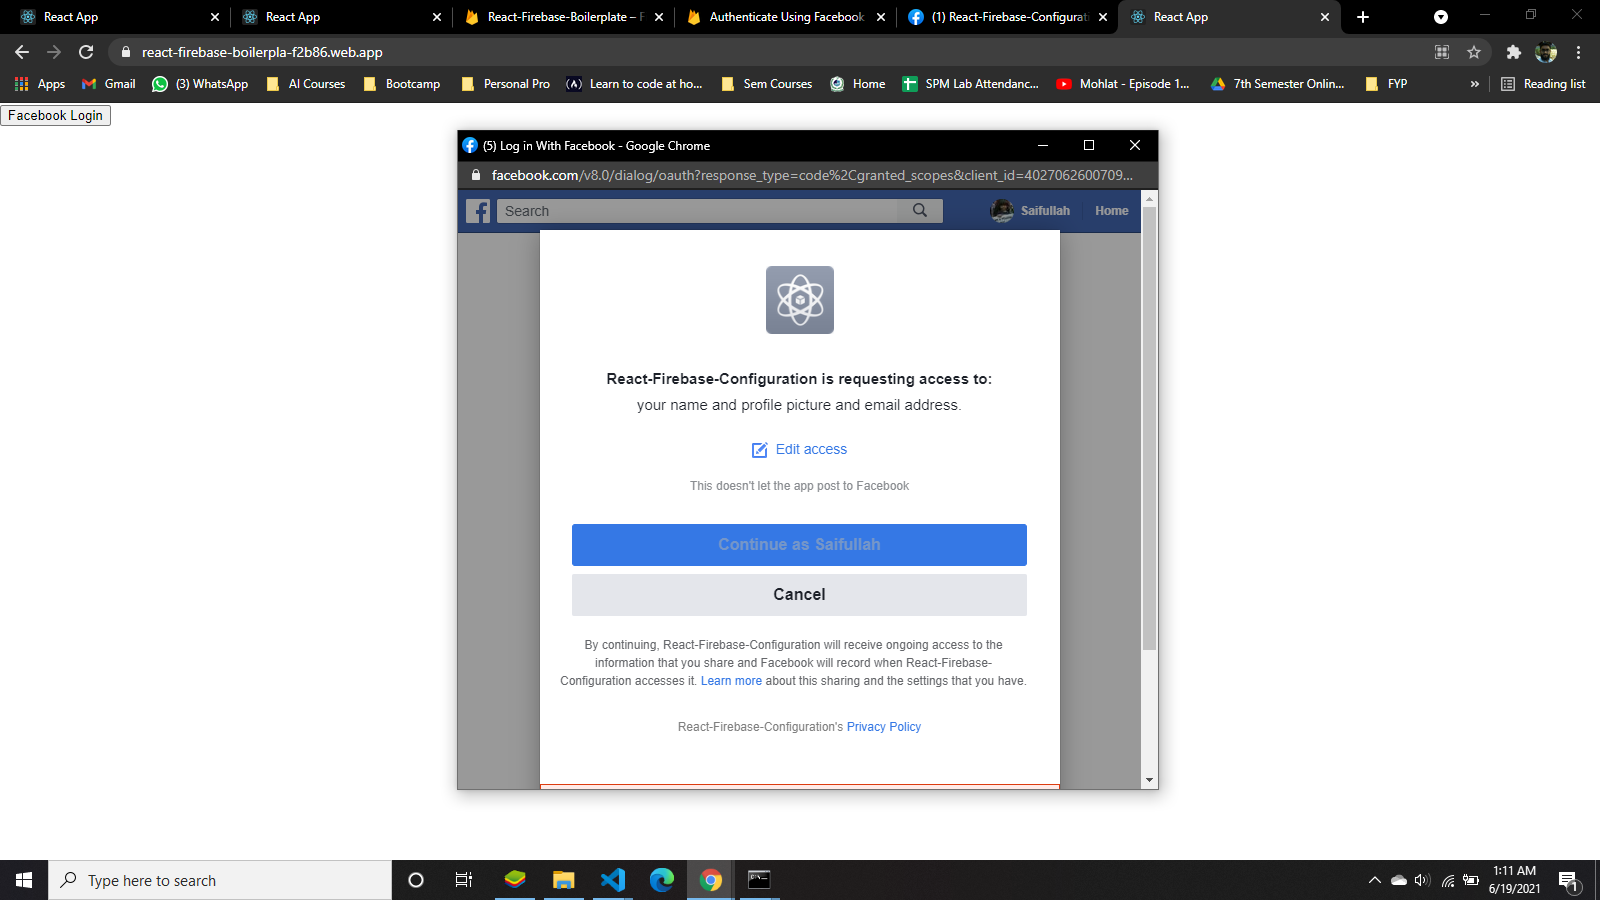 React App
React App
React-Firebase-Boilerplate – F
Authenticate Using Facebook
(1) React-Firebase-Configurati
React App
react-firebase-boilerpla-f2b86.web.app
Apps
Gmail
(3) WhatsApp
AI Courses
Bootcamp
Personal Pro
Learn to code at ho...
Sem Courses
Home
SPM Lab Attendanc...
Mohlat - Episode 1...
7th Semester Onlin...
FYP
»
Reading list
Facebook Login
(5) Log in With Facebook - Google Chrome
facebook.com/v8.0/dialog/oauth?response_type=code%2Cgranted_scopes&client_id=4027062600709...
Search
Saifullah
Home
React-Firebase-Configuration is requesting access to:
your name and profile picture and email address.
Edit access
This doesn't let the app post to Facebook
Continue as Saifullah
Cancel
By continuing, React-Firebase-Configuration will receive ongoing access to the
information that you share and Facebook will record when React-Firebase-
Configuration accesses it. Learn more about this sharing and the settings that you have.
React-Firebase-Configuration's Privacy Policy
Type here to search
1:11 AM
6/19/2021
1